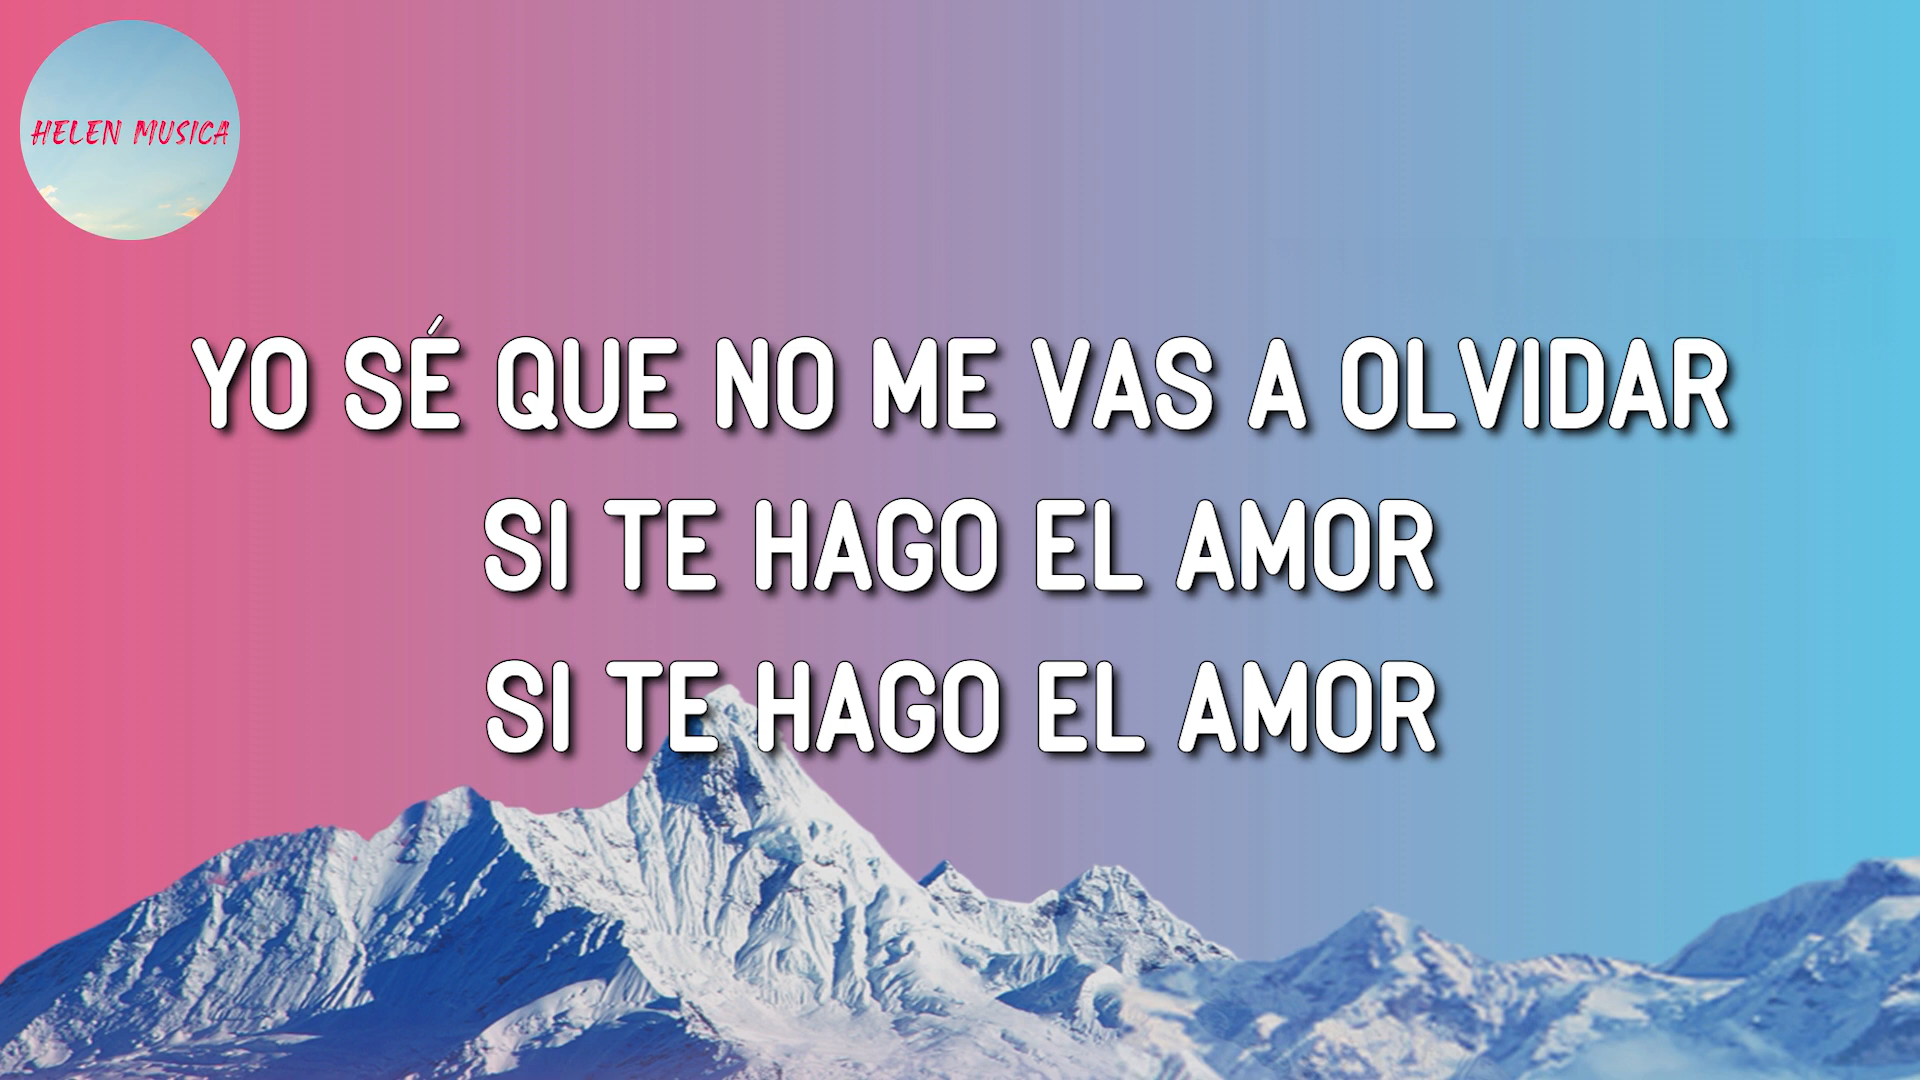 HELEN MUSICA
YO SÉ QUE NO ME VAS A OLVIDAR
SI TE HAGO EL AMOR
SI TE HAGO EL AMOR